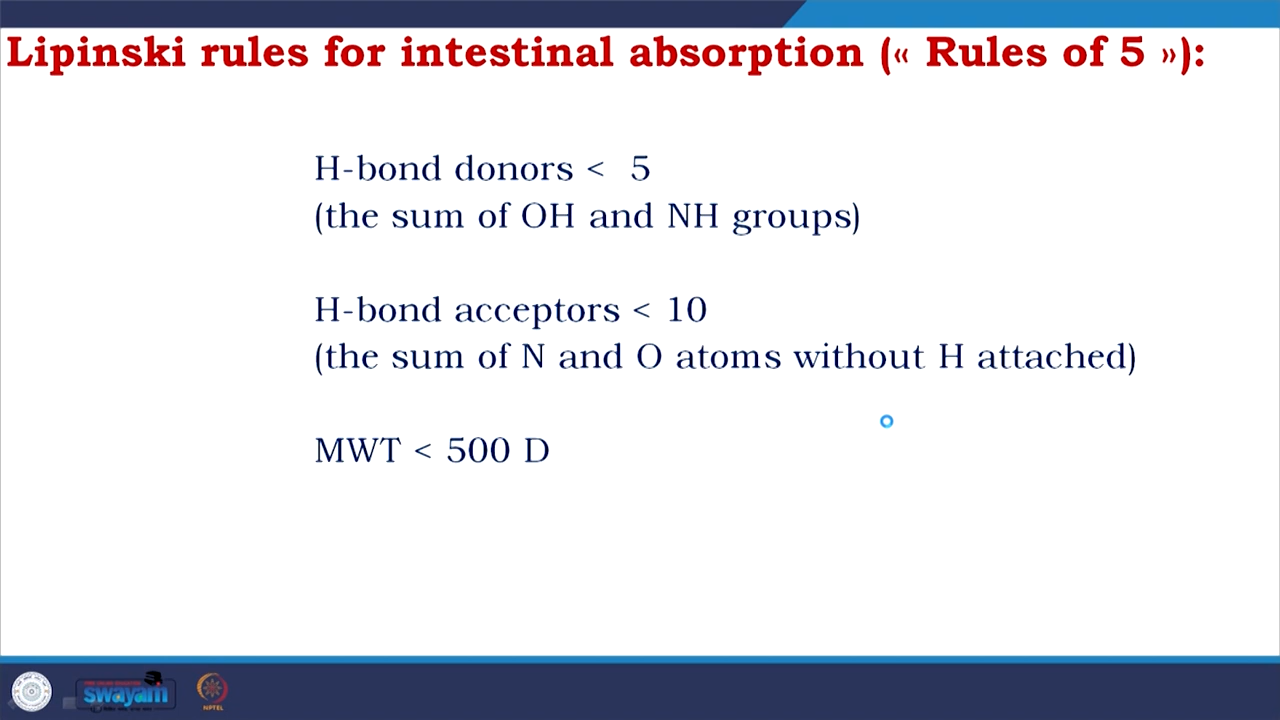 Lipinski rules for intestinal absorption (« Rules of 5 »):
H-bond donors < 5
(the sum of OH and NH groups)
H-bond acceptors < 10
(the sum of N and O atoms without H attached)
MWT < 500 D
swayam
NPTEL